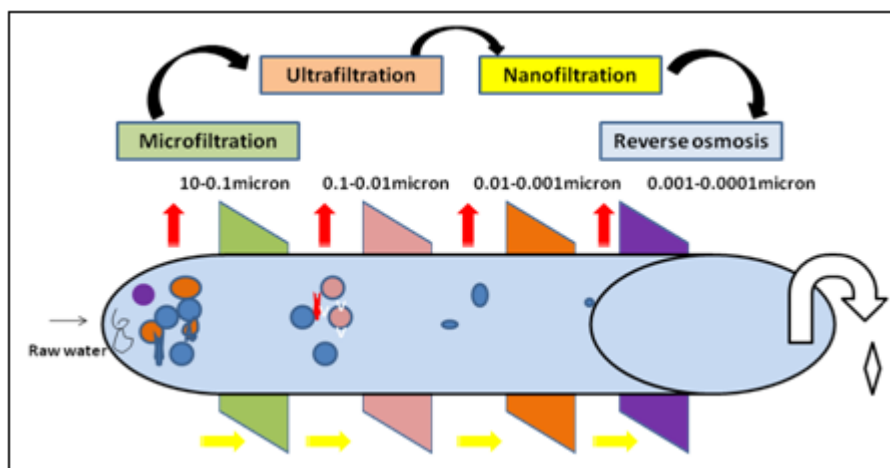 Ultrafiltration
Nanofiltration
Microfiltration
Reverse osmosis
10-0.1micron
0.1-0.01micron
0.01-0.001micron
0.001-0.0001micron
Raw water